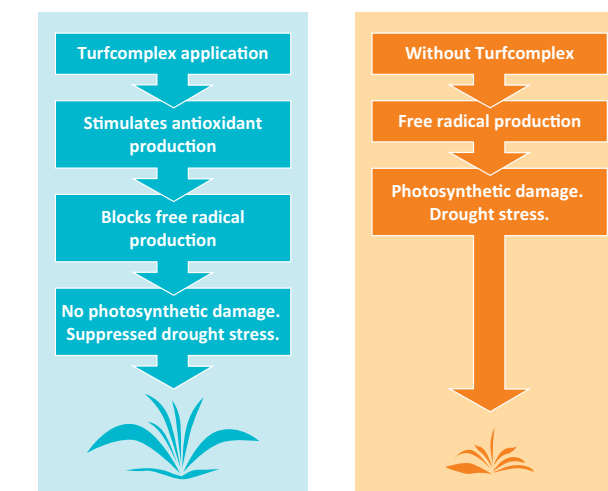 Turfcomplex application
Stimulates antioxidant
production
Blocks free radical
production
No photosynthetic damage.
Suppressed drought stress.
Without Turfcomplex
Free radical production
Photosynthetic damage.
Drought stress.